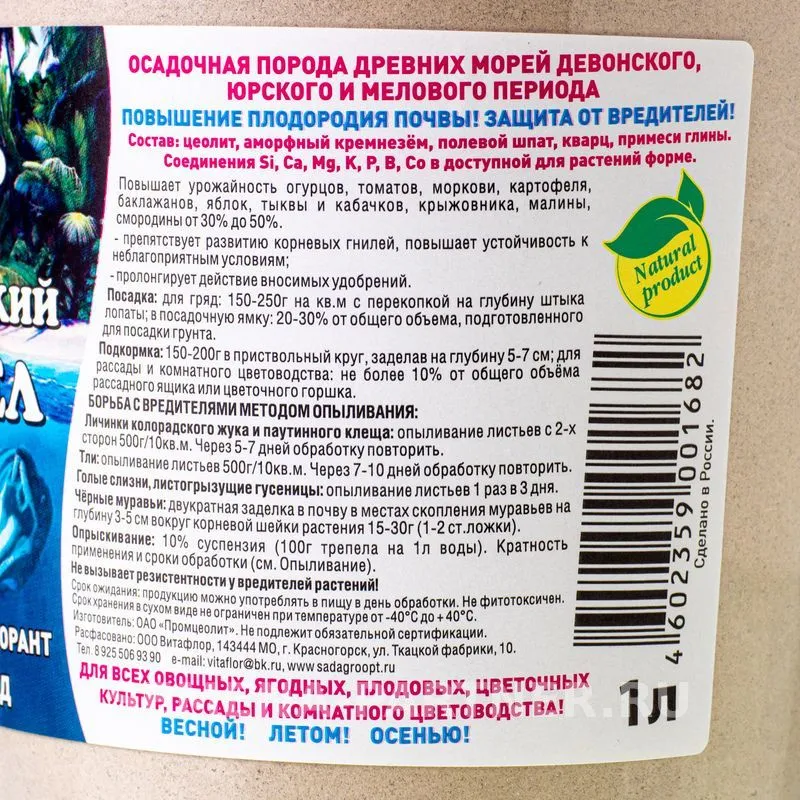 ОСАДОЧНАЯ ПОРОДА ДРЕВНИХ МОРЕЙ ДЕВОНСКОГО,
ЮРСКОГО И МЕЛОВОГО ПЕРИОДА
ПОВЫШЕНИЕ ПЛОДОРОДИЯ ПОЧВЫ! ЗАЩИТА ОТ ВРЕДИТЕЛЕЙ!
Состав: цеолит, аморфный кремнезём, полевой шпат, кварц, примеси глины.
Соединения Si, Ca, Mg, K, P, B, Co в доступной для растений форме.
Повышает урожайность огурцов, томатов, моркови, картофеля,
баклажанов, яблок, тыквы и кабачков, крыжовника, малины,
смородины от 30% до 50%.
- препятствует развитию корневых гнилей, повышает устойчивость к
неблагоприятным условиям;
- пролонгирует действие вносимых удобрений.
Посадка: для гряд: 150-250г на кв.м с перекопкой на глубину штыка
лопаты; в посадочную ямку: 20-30% от общего объема, подготовленного
для посадки грунта.
Подкормка: 150-200г в приствольный круг, заделав на глубину 5-7 см; для
рассады и комнатного цветоводства: не более 10% от общего объёма
рассадного ящика или цветочного горшка.
БОРЬБА С ВРЕДИТЕЛЯМИ МЕТОДОМ ОПЫЛИВАНИЯ:
Личинки колорадского жука и паутинного клеща: опыливание листьев с 2-х
сторон 500г/10кв.м. Через 5-7 дней обработку повторить.
Тли: опыливание листьев 500г/10кв.м. Через 7-10 дней обработку повторить.
Голые слизни, листогрызущие гусеницы: опыливание листьев 1 раз в 3 дня.
Чёрные муравьи: двукратная заделка в почву в местах скопления муравьев на
глубину 3-5 см вокруг корневой шейки растения 15-30г (1-2 ст.ложки).
Опрыскивание: 10% суспензия (100г трепела на 1л воды). Кратность
применения и сроки обработки (см. Опыливание).
Не вызывает резистентности у вредителей растений!
Срок ожидания: продукцию можно употреблять в пищу в день обработки. Не фитотоксичен.
Срок хранения в сухом виде не ограничен при температуре от -40°С до +40°С.
Изготовитель: ОАО «Промцеолит». Не подлежит обязательной сертификации.
Расфасовано: ООО Витафлор, 143444 МО, г. Красногорск, ул. Ткацкой фабрики, 10.
Тел. 8 925 506 93 90 e-mail: vitaflor@bk.ru, www.sadagroopt.ru
ДЛЯ ВСЕХ ОВОЩНЫХ, ЯГОДНЫХ, ПЛОДОВЫХ, ЦВЕТОЧНЫХ
КУЛЬТУР, РАССАДЫ И КОМНАТНОГО ЦВЕТОВОДСТВА!
ВЕСНОЙ! ЛЕТОМ! ОСЕНЬЮ!
Natural
product
4 602359 001682
Сделано в России.
1л